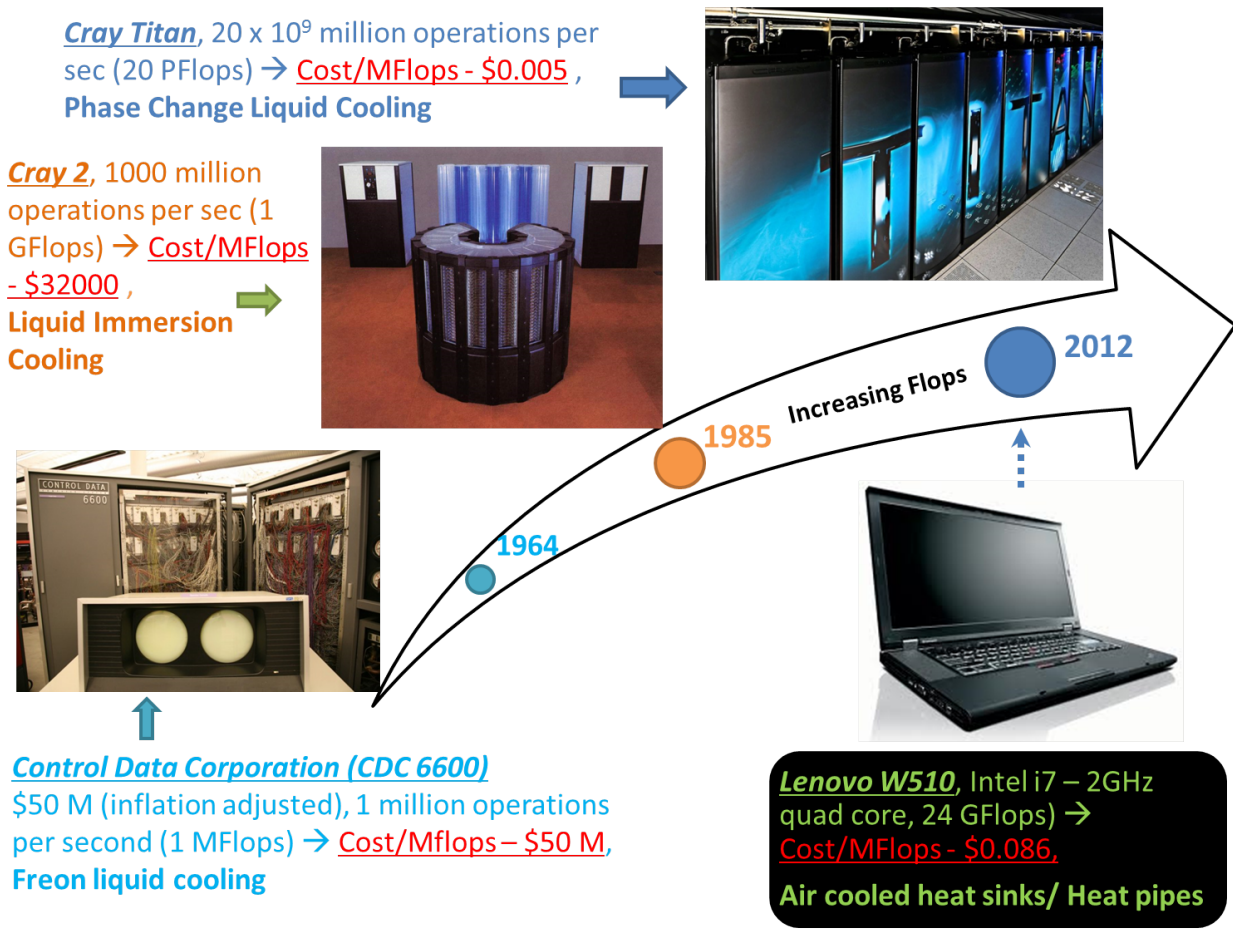 Cray Titan, 20 x 10⁹ million operations per
sec (20 PFlops) → Cost/MFlops - $0.005 ,
Phase Change Liquid Cooling
TITAN
Cray 2, 1000 million
operations per sec (1
GFlops) → Cost/MFlops
- $32000 ,
Liquid Immersion
Cooling
2012
Increasing Flops
1985
1964
CONTROL DATA
6600
Control Data Corporation (CDC 6600)
$50 M (inflation adjusted), 1 million operations
per second (1 MFlops) → Cost/Mflops – $50 M,
Freon liquid cooling
Lenovo W510, Intel i7 – 2GHz
quad core, 24 GFlops) →
Cost/MFlops - $0.086,
Air cooled heat sinks/ Heat pipes